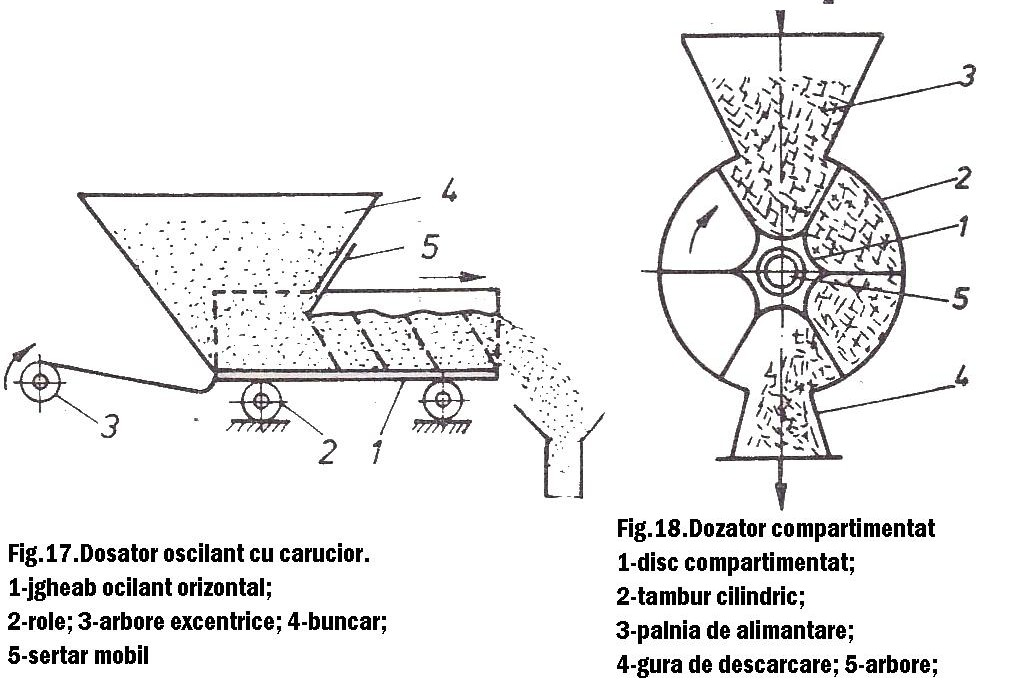 4
5
3
2 1
Fig.17.Dosator oscilant cu carucior.
1-jgheab ocilant orizontal;
2-role; 3-arbore excentrice; 4-buncar;
5-sertar mobil
3
2
1
5
4
Fig.18.Dozator compartimentat
1-disc compartimentat;
2-tambur cilindric;
3-palnia de alimantare;
4-gura de descarcare; 5-arbore;